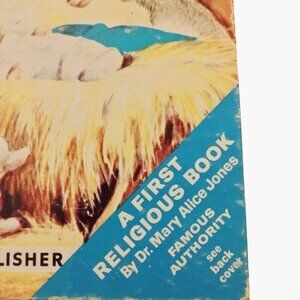 LISHER
A FIRST
RELIGIOUS BOOK
By Dr. Mary Alice Jones
FAMOUS
AUTHORITY
see
back
cover